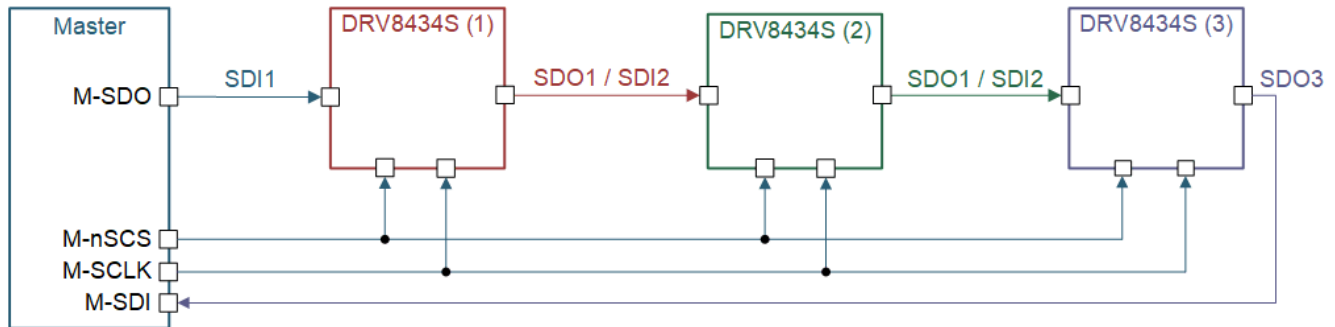 Master
DRV8434S (1)
DRV8434S (2)
DRV8434S (3)
M-SDO
SDI1
SDO1 / SDI2
SDO1 / SDI2
SDO3
M-nSCS
M-SCLK
M-SDI